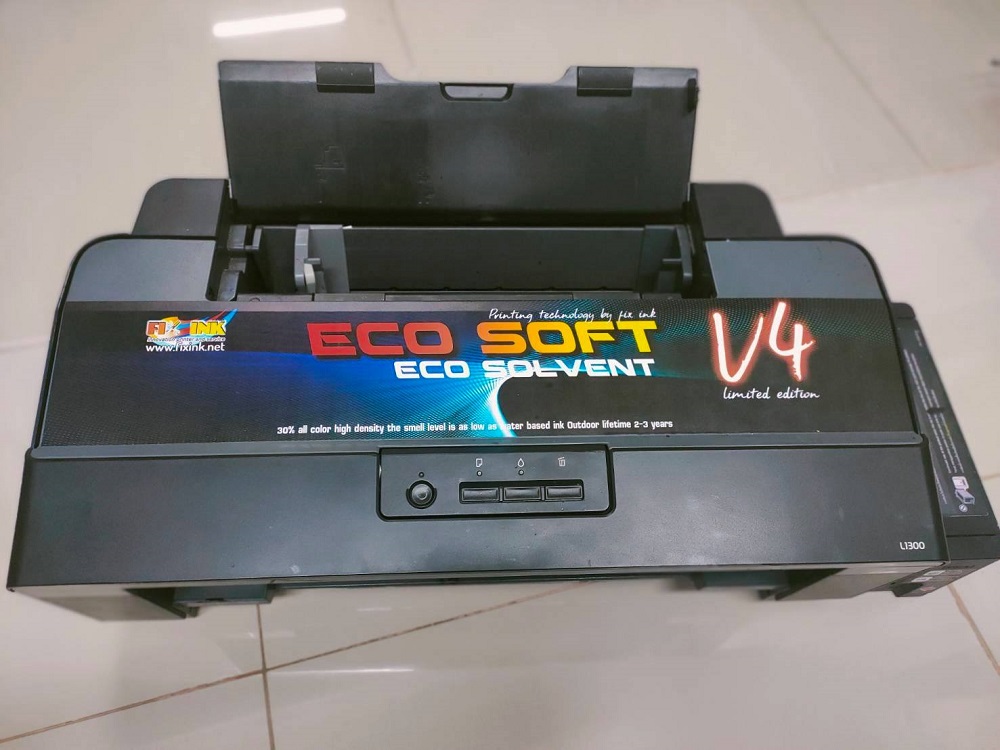 FIX INK
www.fixink.net
Printing technology by fix ink
ECO SOFT
ECO SOLVENT
V4
limited edition
30% all color high density the smell level is as low as water based ink Outdoor lifetime 2-3 years
L1300